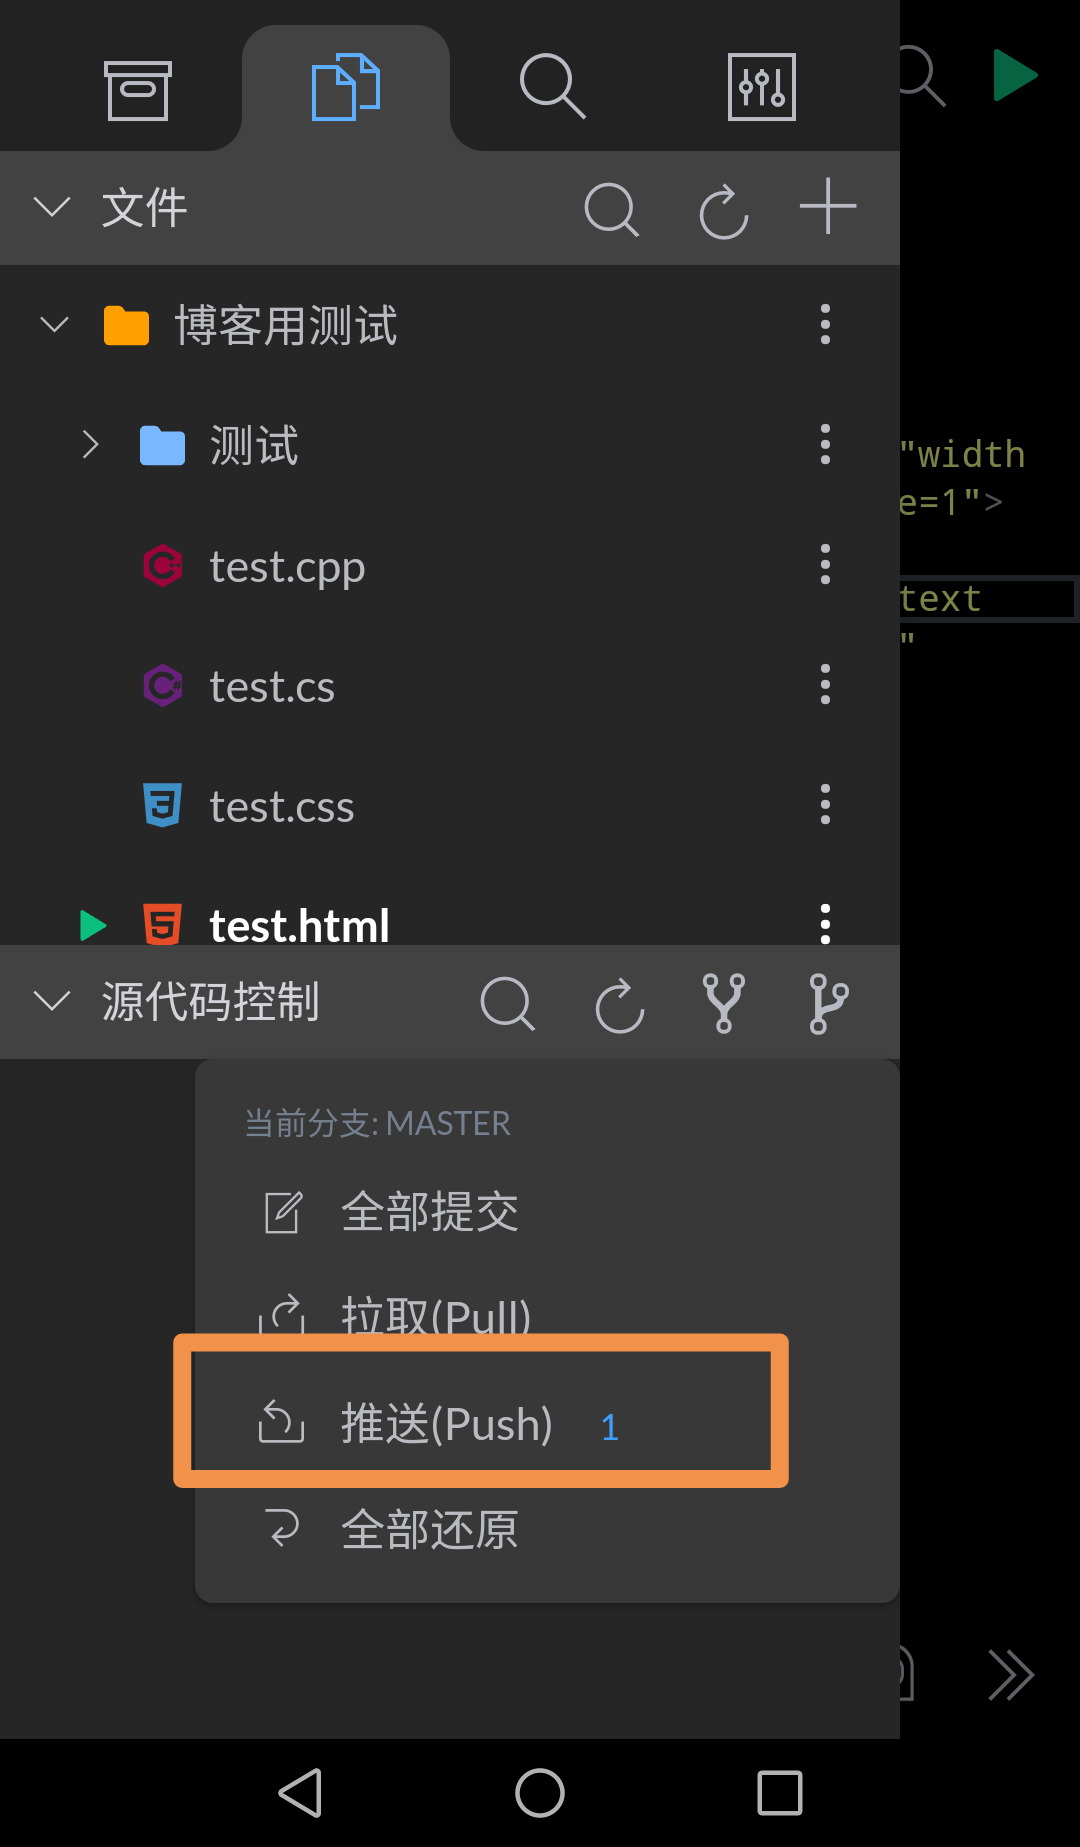 文件
博客用测试
测试
"width
e=1">
test.cpp
text
"
test.cs
test.css
test.html
源代码控制
当前分支: MASTER
全部提交
拉取(Pull)
推送(Push) 1
全部还原